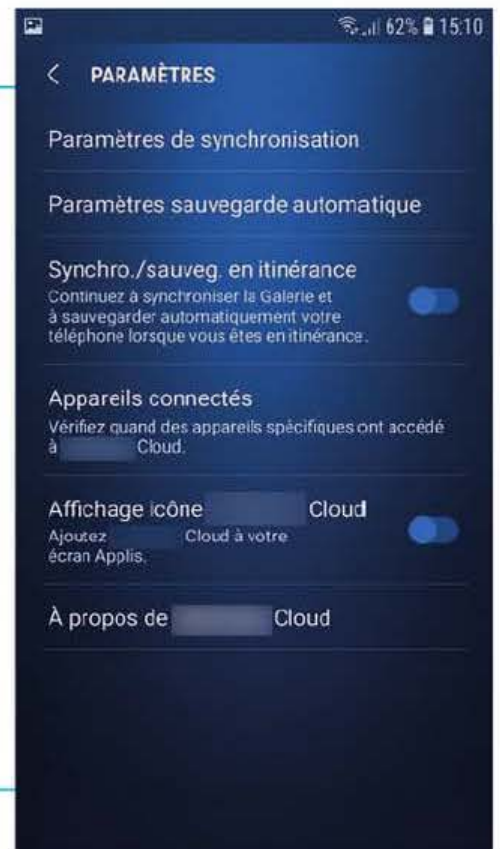 62% 15:10
< PARAMÈTRES
Paramètres de synchronisation
Paramètres sauvegarde automatique
Synchro./sauveg. en itinérance
Continuez à synchroniser la Galerie et
à sauvegarder automatiquement votre
téléphone lorsque vous êtes en itinérance.
Appareils connectés
Vérifiez quand des appareils spécifiques ont accédé
à Cloud.
Affichage icône Cloud
Ajoutez Cloud à votre
écran Applis.
À propos de Cloud